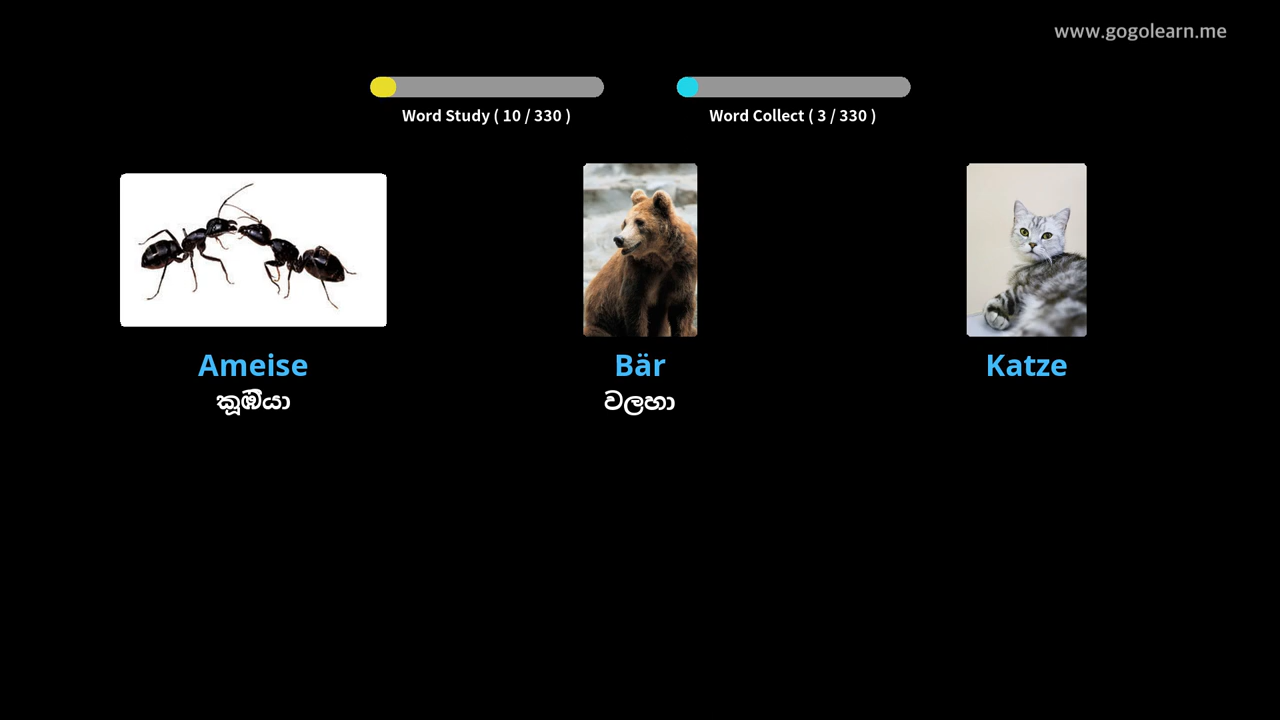 www.gogolearn.me
Word Study ( 10 / 330 )
Word Collect ( 3 / 330 )
Ameise
කූඹියා
Bär
වලහා
Katze